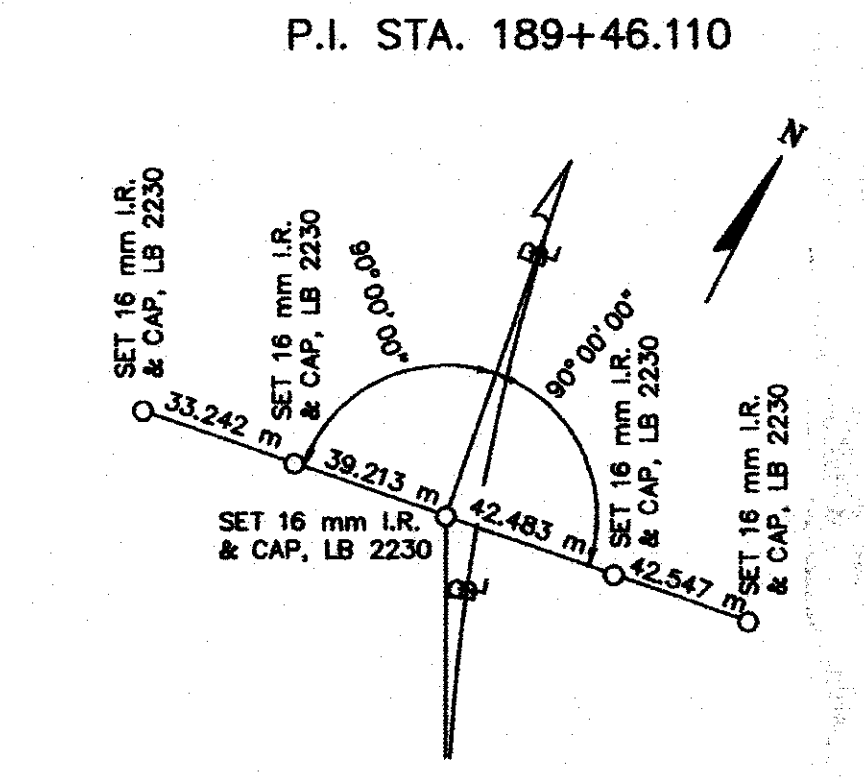 P.I. STA. 189+46.110
N
SET 16 mm I.R.
& CAP, LB 2230
SET 16 mm I.R.
& CAP, LB 2230
90°00'00"
90°00'00"
33.242 m
39.213 m
SET 16 mm I.R.
& CAP, LB 2230
42.483 m
SET 16 mm I.R.
& CAP, LB 2230
42.547 m
SET 16 mm I.R.
& CAP, LB 2230